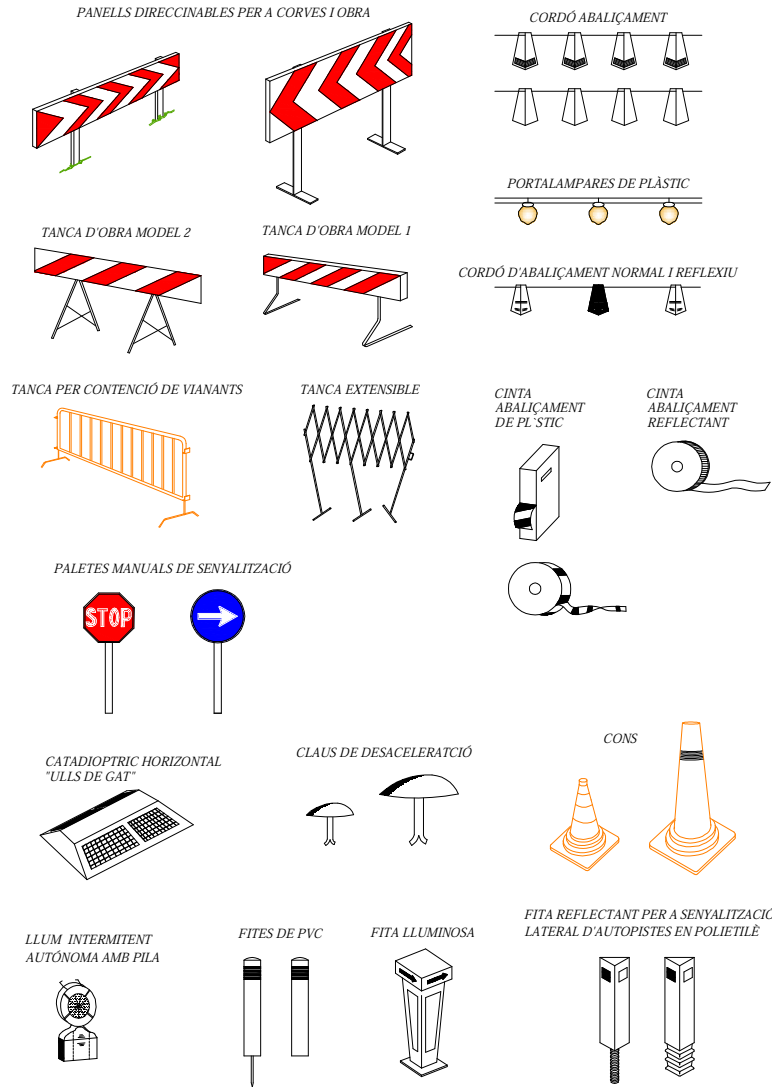 PANELLS DIRECCINABLES PER A CORVES I OBRA
CORDÓ ABALIÇAMENT
PORTALAMPARES DE PLÀSTIC
TANCA D'OBRA MODEL 2
TANCA D'OBRA MODEL 1
CORDÓ D'ABALIÇAMENT NORMAL I REFLEXIU
TANCA PER CONTENCIÓ DE VIANANTS
TANCA EXTENSIBLE
CINTA
ABALIÇAMENT
DE PL`STIC
CINTA
ABALIÇAMENT
REFLECTANT
PALETES MANUALS DE SENYALITZACIÓ
STOP
CATADIOPTRIC HORIZONTAL
"ULLS DE GAT"
CLAUS DE DESACELERATCIÓ
CONS
LLUM INTERMITENT
AUTÓNOMA AMB PILA
FITES DE PVC
FITA LLUMINOSA
FITA REFLECTANT PER A SENYALITZACIÓ
LATERAL D'AUTOPISTES EN POLIETILÈ